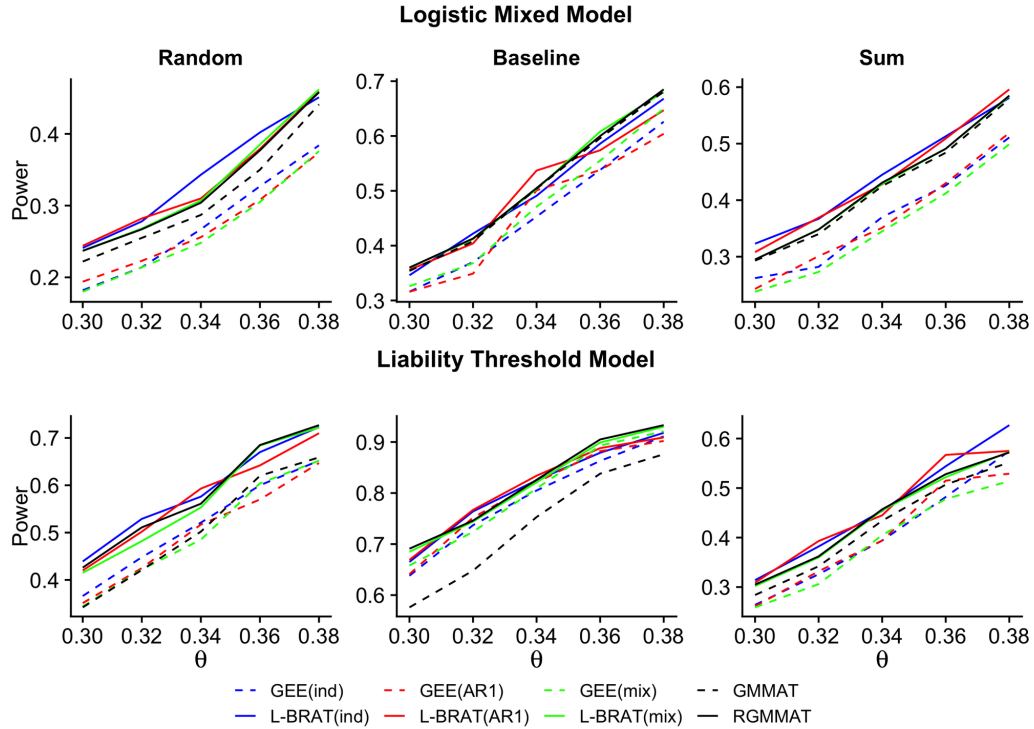 Logistic Mixed Model
Random Baseline Sum
Power
0.4
0.3
0.2
0.30 0.32 0.34 0.36 0.38
0.7
0.6
0.5
0.4
0.3
0.30 0.32 0.34 0.36 0.38
0.6
0.5
0.4
0.3
0.30 0.32 0.34 0.36 0.38
Liability Threshold Model
Power
0.7
0.6
0.5
0.4
0.30 0.32 0.34 0.36 0.38
θ
0.9
0.8
0.7
0.6
0.30 0.32 0.34 0.36 0.38
θ
0.6
0.5
0.4
0.3
0.30 0.32 0.34 0.36 0.38
θ
GEE(ind) GEE(AR1) GEE(mix) GMMAT
L-BRAT(ind) L-BRAT(AR1) L-BRAT(mix) RGMMAT